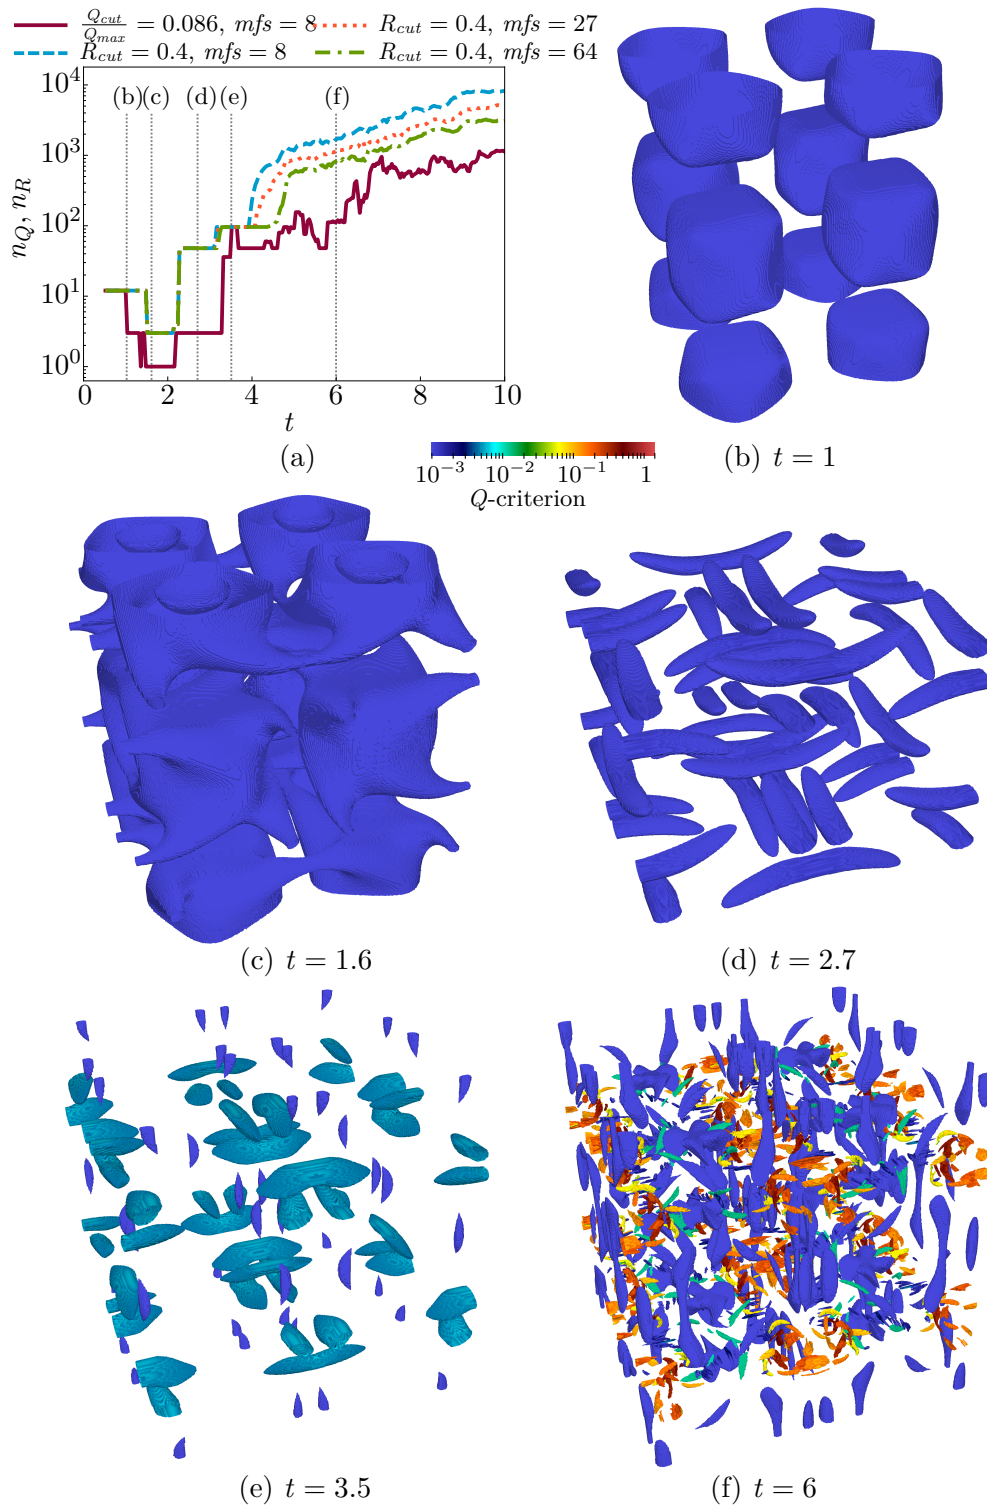 Q_cut/Q_max = 0.086, mfs = 8 R_cut = 0.4, mfs = 27
R_cut = 0.4, mfs = 8 R_cut = 0.4, mfs = 64
10^4
(b) (c) (d) (e) (f)
10^3
n_Q, n_R
10^2
10^1
10^0
0 2 4 6 8 10
t
(a)
10^−3 10^−2 10^−1 1
Q-criterion
(b) t = 1
(c) t = 1.6
(d) t = 2.7
(e) t = 3.5
(f) t = 6